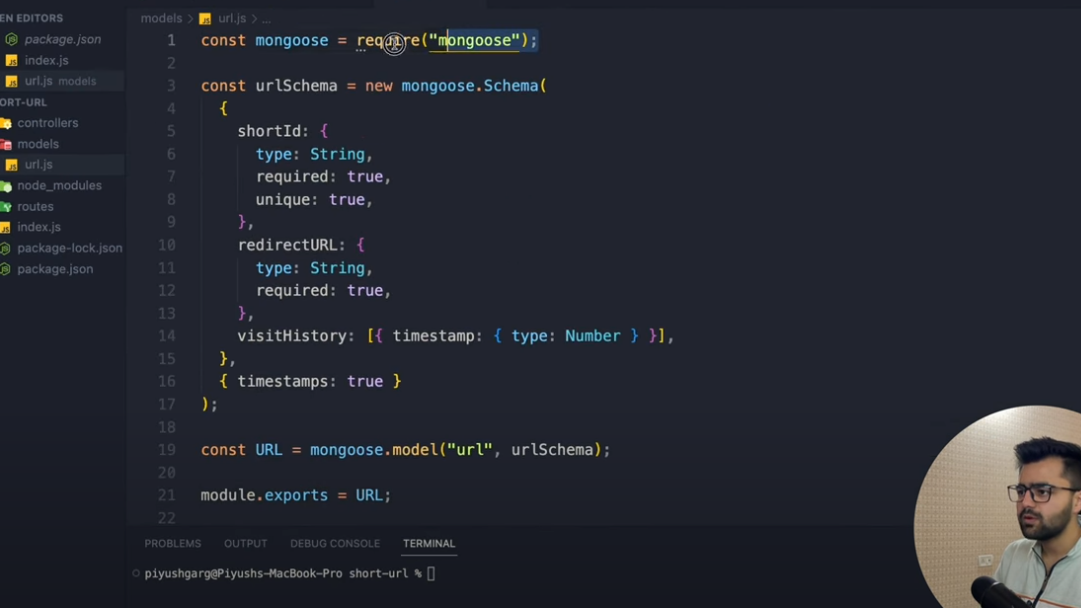 EN EDITORS
package.json
index.js
url.js models
ORT-URL
controllers
models
url.js
node_modules
routes
index.js
package-lock.json
package.json
models > url.js > ...
1 const mongoose = require("mongoose");
2
3 const urlSchema = new mongoose.Schema(
4 {
5 shortId: {
6 type: String,
7 required: true,
8 unique: true,
9 },
10 redirectURL: {
11 type: String,
12 required: true,
13 },
14 visitHistory: [{ timestamp: { type: Number } }],
15 },
16 { timestamps: true }
17 );
18
19 const URL = mongoose.model("url", urlSchema);
20
21 module.exports = URL;
22
PROBLEMS OUTPUT DEBUG CONSOLE TERMINAL
piyushgarg@Piyushs-MacBook-Pro short-url %